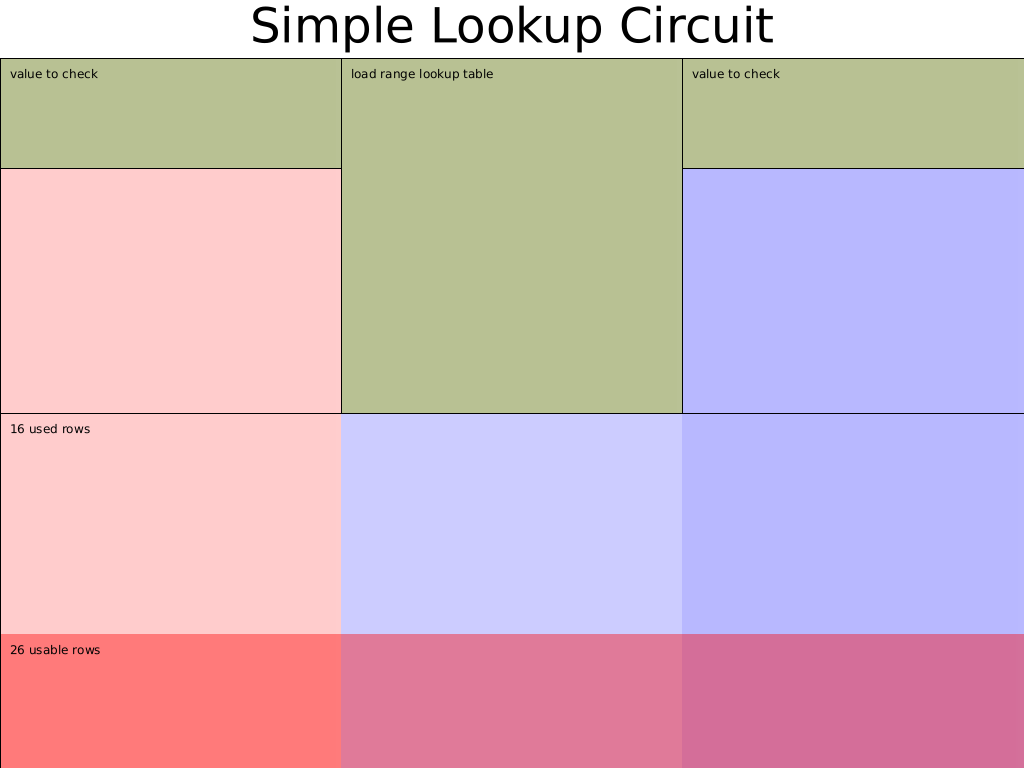 Simple Lookup Circuit
value to check
load range lookup table
value to check
16 used rows
26 usable rows